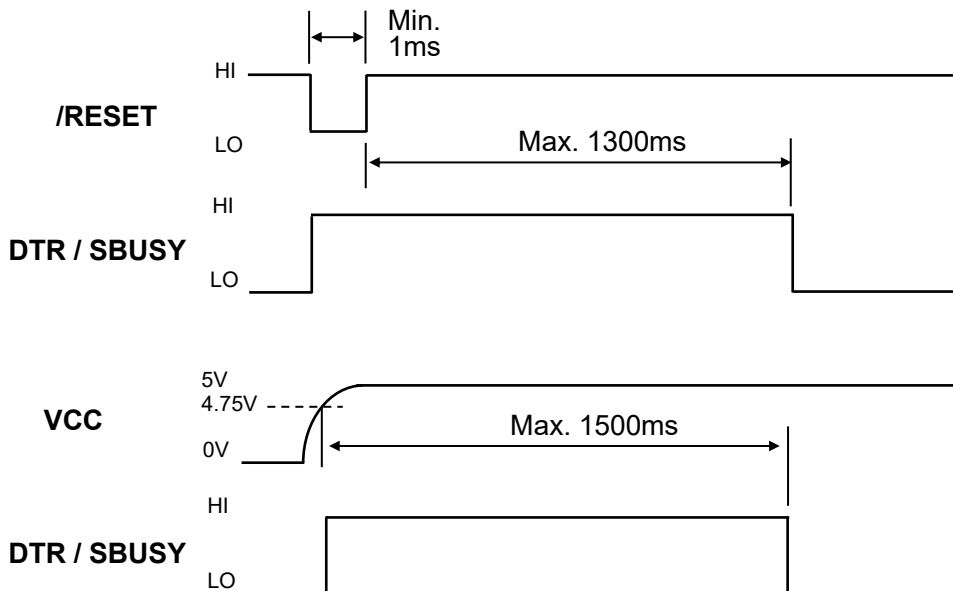 Min.
1ms
HI
/RESET
LO
Max. 1300ms
HI
DTR / SBUSY
LO
5V
4.75V
VCC
Max. 1500ms
0V
HI
DTR / SBUSY
LO